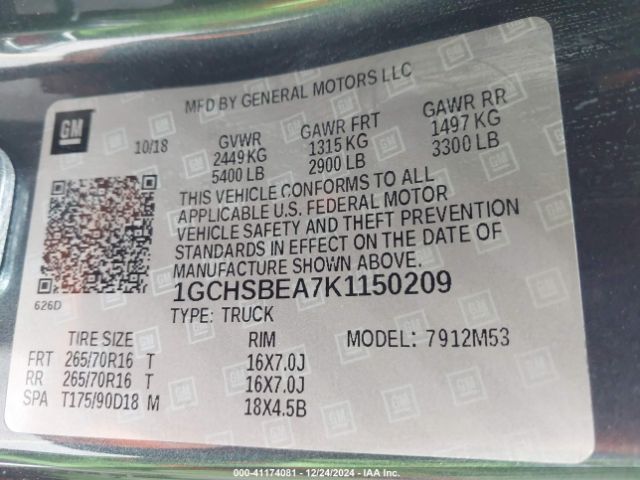 MFD BY GENERAL MOTORS LLC
GM
10/18 GVWR GAWR FRT GAWR RR
2449 KG 1315 KG 1497 KG
5400 LB 2900 LB 3300 LB
THIS VEHICLE CONFORMS TO ALL
APPLICABLE U.S. FEDERAL MOTOR
VEHICLE SAFETY AND THEFT PREVENTION
STANDARDS IN EFFECT ON THE DATE OF
MANUFACTURE SHOWN ABOVE.
626D
1GCHSBEA7K1150209
TYPE: TRUCK
TIRE SIZE RIM MODEL: 7912M53
FRT 265/70R16 T 16X7.0J
RR 265/70R16 T 16X7.0J
SPA T175/90D18 M 18X4.5B
000-41174081 - 12/24/2024 - IAA Inc.